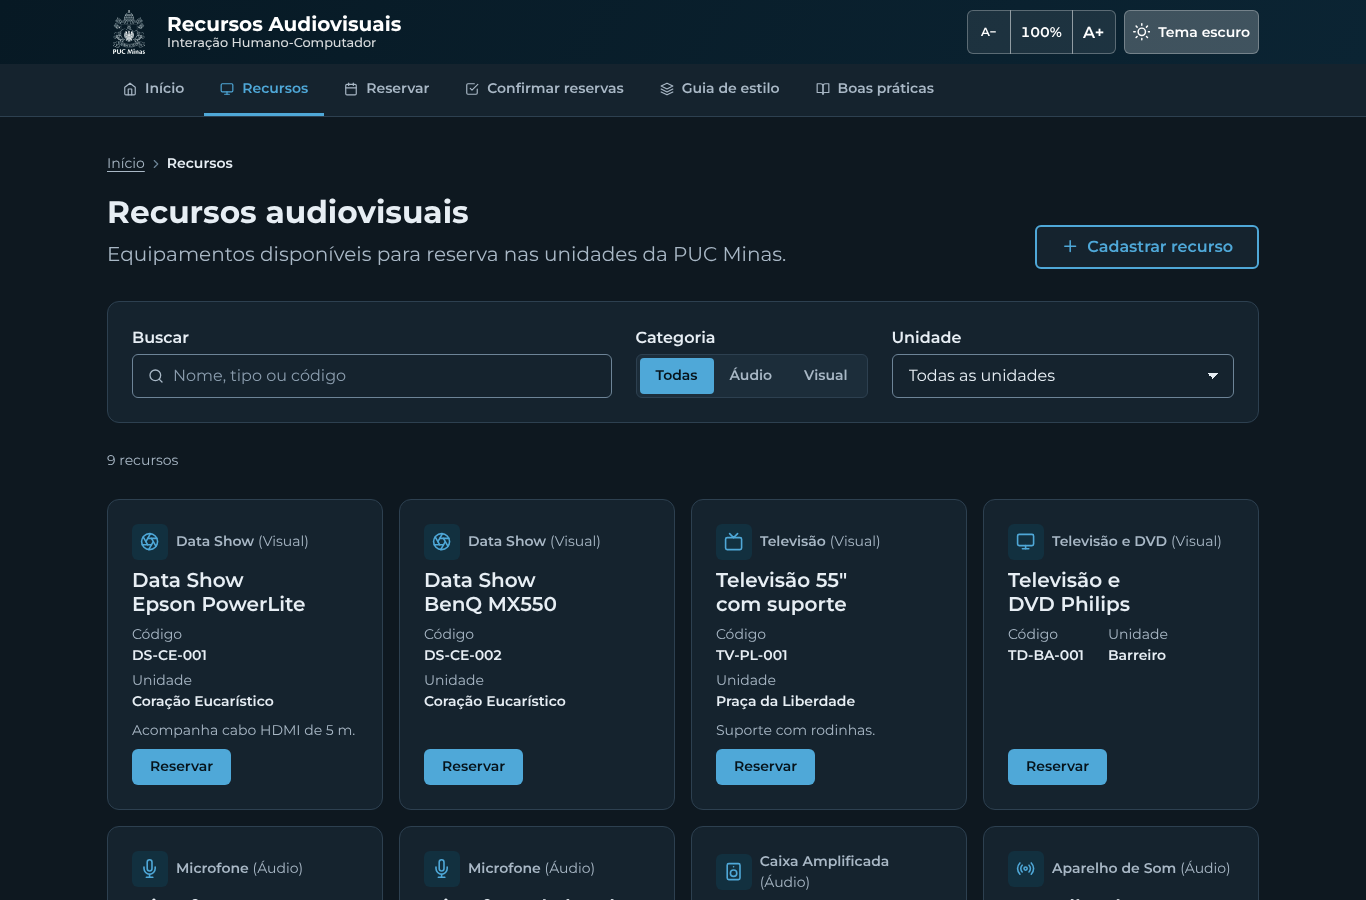 PUC Minas
Recursos Audiovisuais
Interação Humano-Computador
A−
100%
A+
Tema escuro
Início
Recursos
Reservar
Confirmar reservas
Guia de estilo
Boas práticas
Início > Recursos
Recursos audiovisuais
Equipamentos disponíveis para reserva nas unidades da PUC Minas.
+ Cadastrar recurso
Buscar
Nome, tipo ou código
Categoria
Todas
Áudio
Visual
Unidade
Todas as unidades
9 recursos
Data Show (Visual)
Data Show
Epson PowerLite
Código
DS-CE-001
Unidade
Coração Eucarístico
Acompanha cabo HDMI de 5 m.
Reservar
Data Show (Visual)
Data Show
BenQ MX550
Código
DS-CE-002
Unidade
Coração Eucarístico
Reservar
Televisão (Visual)
Televisão 55"
com suporte
Código
TV-PL-001
Unidade
Praça da Liberdade
Suporte com rodinhas.
Reservar
Televisão e DVD (Visual)
Televisão e
DVD Philips
Código
TD-BA-001
Unidade
Barreiro
Reservar
Microfone (Áudio)
Microfone (Áudio)
Caixa Amplificada
(Áudio)
Aparelho de Som (Áudio)